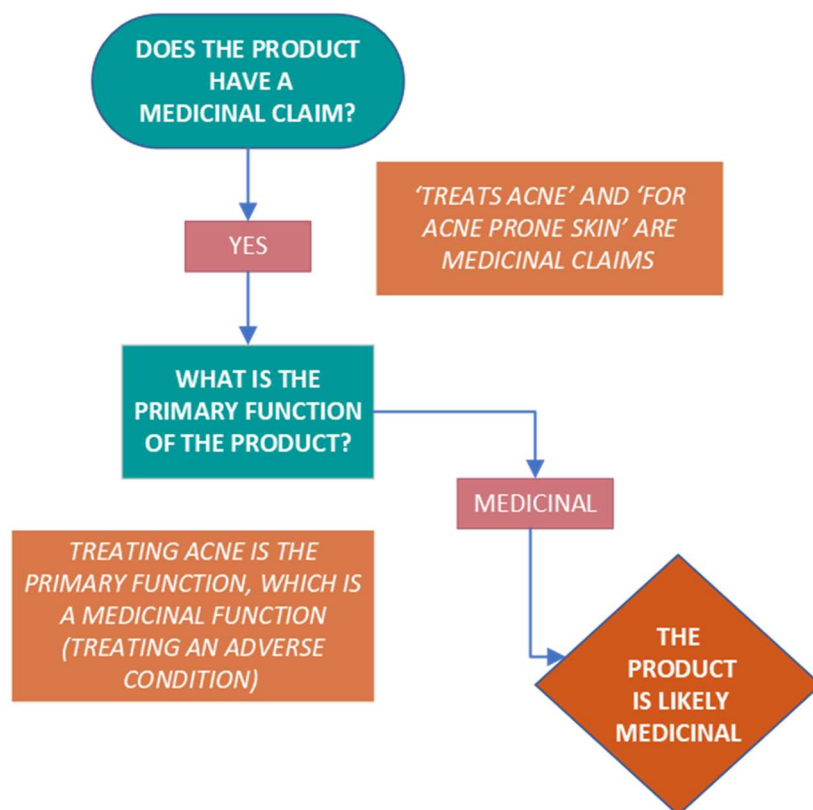 DOES THE PRODUCT
HAVE A
MEDICINAL CLAIM?
‘TREATS ACNE’ AND ‘FOR
ACNE PRONE SKIN’ ARE
MEDICINAL CLAIMS
YES
WHAT IS THE
PRIMARY FUNCTION
OF THE PRODUCT?
MEDICINAL
TREATING ACNE IS THE
PRIMARY FUNCTION, WHICH IS
A MEDICINAL FUNCTION
(TREATING AN ADVERSE
CONDITION)
THE
PRODUCT
IS LIKELY
MEDICINAL